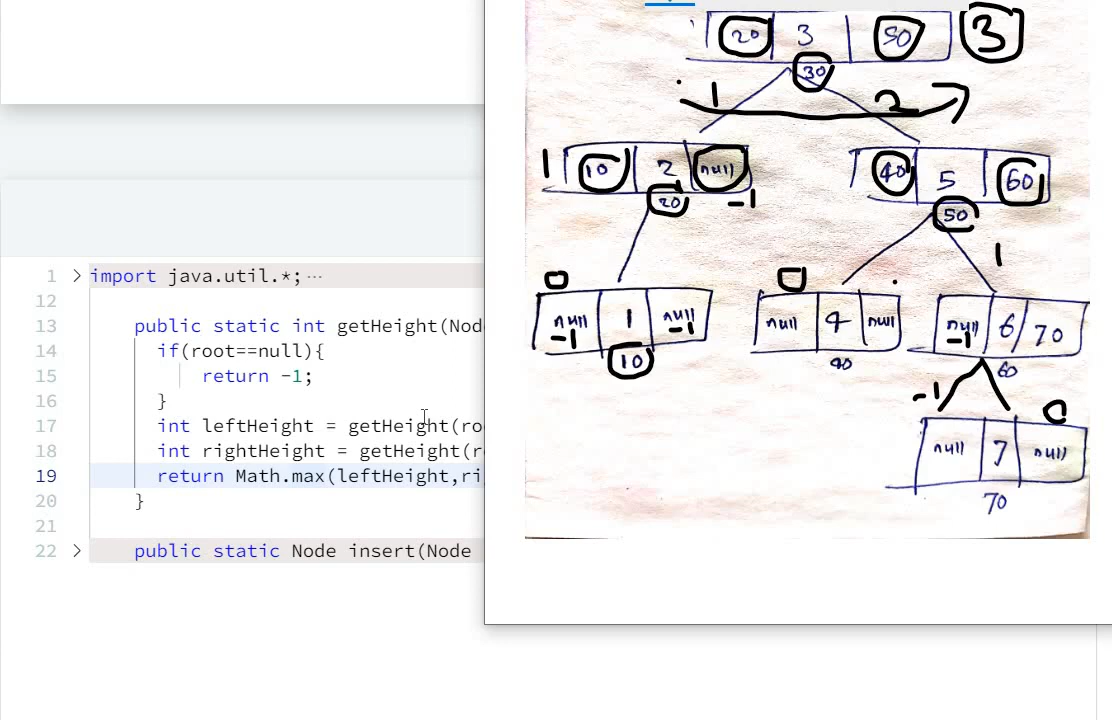 1 > import java.util.*; ···
12
13 public static int getHeight(Node
14 if(root==null){
15 return -1;
16 }
17 int leftHeight = getHeight(ro
18 int rightHeight = getHeight(r
19 return Math.max(leftHeight,ri
20 }
21
22 > public static Node insert(Node
20 3 50 3
30
1 2
1 10 2 null 40 5 60
20 -1 50
1
0 0
null 1 null null 4 null null 6 70
-1 -1 -1
10 40 60
-1 0
null 7 null
70